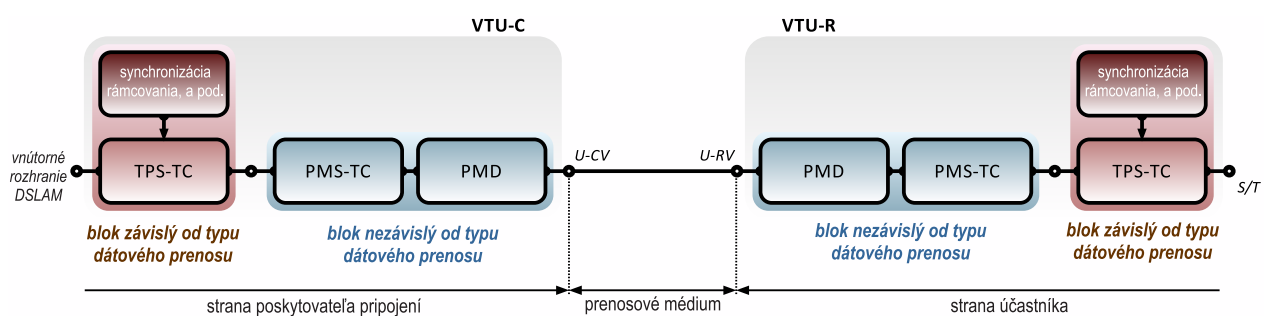 VTU-C
VTU-R
synchronizácia
rámcovania, a pod.
synchronizácia
rámcovania, a pod.
vnútorné
rozhranie
DSLAM
TPS-TC
PMS-TC
PMD
U-CV
U-RV
PMD
PMS-TC
TPS-TC
S/T
blok závislý od typu
dátového prenosu
blok nezávislý od typu
dátového prenosu
blok nezávislý od typu
dátového prenosu
blok závislý od typu
dátového prenosu
strana poskytovateľa pripojení
prenosové médium
strana účastníka